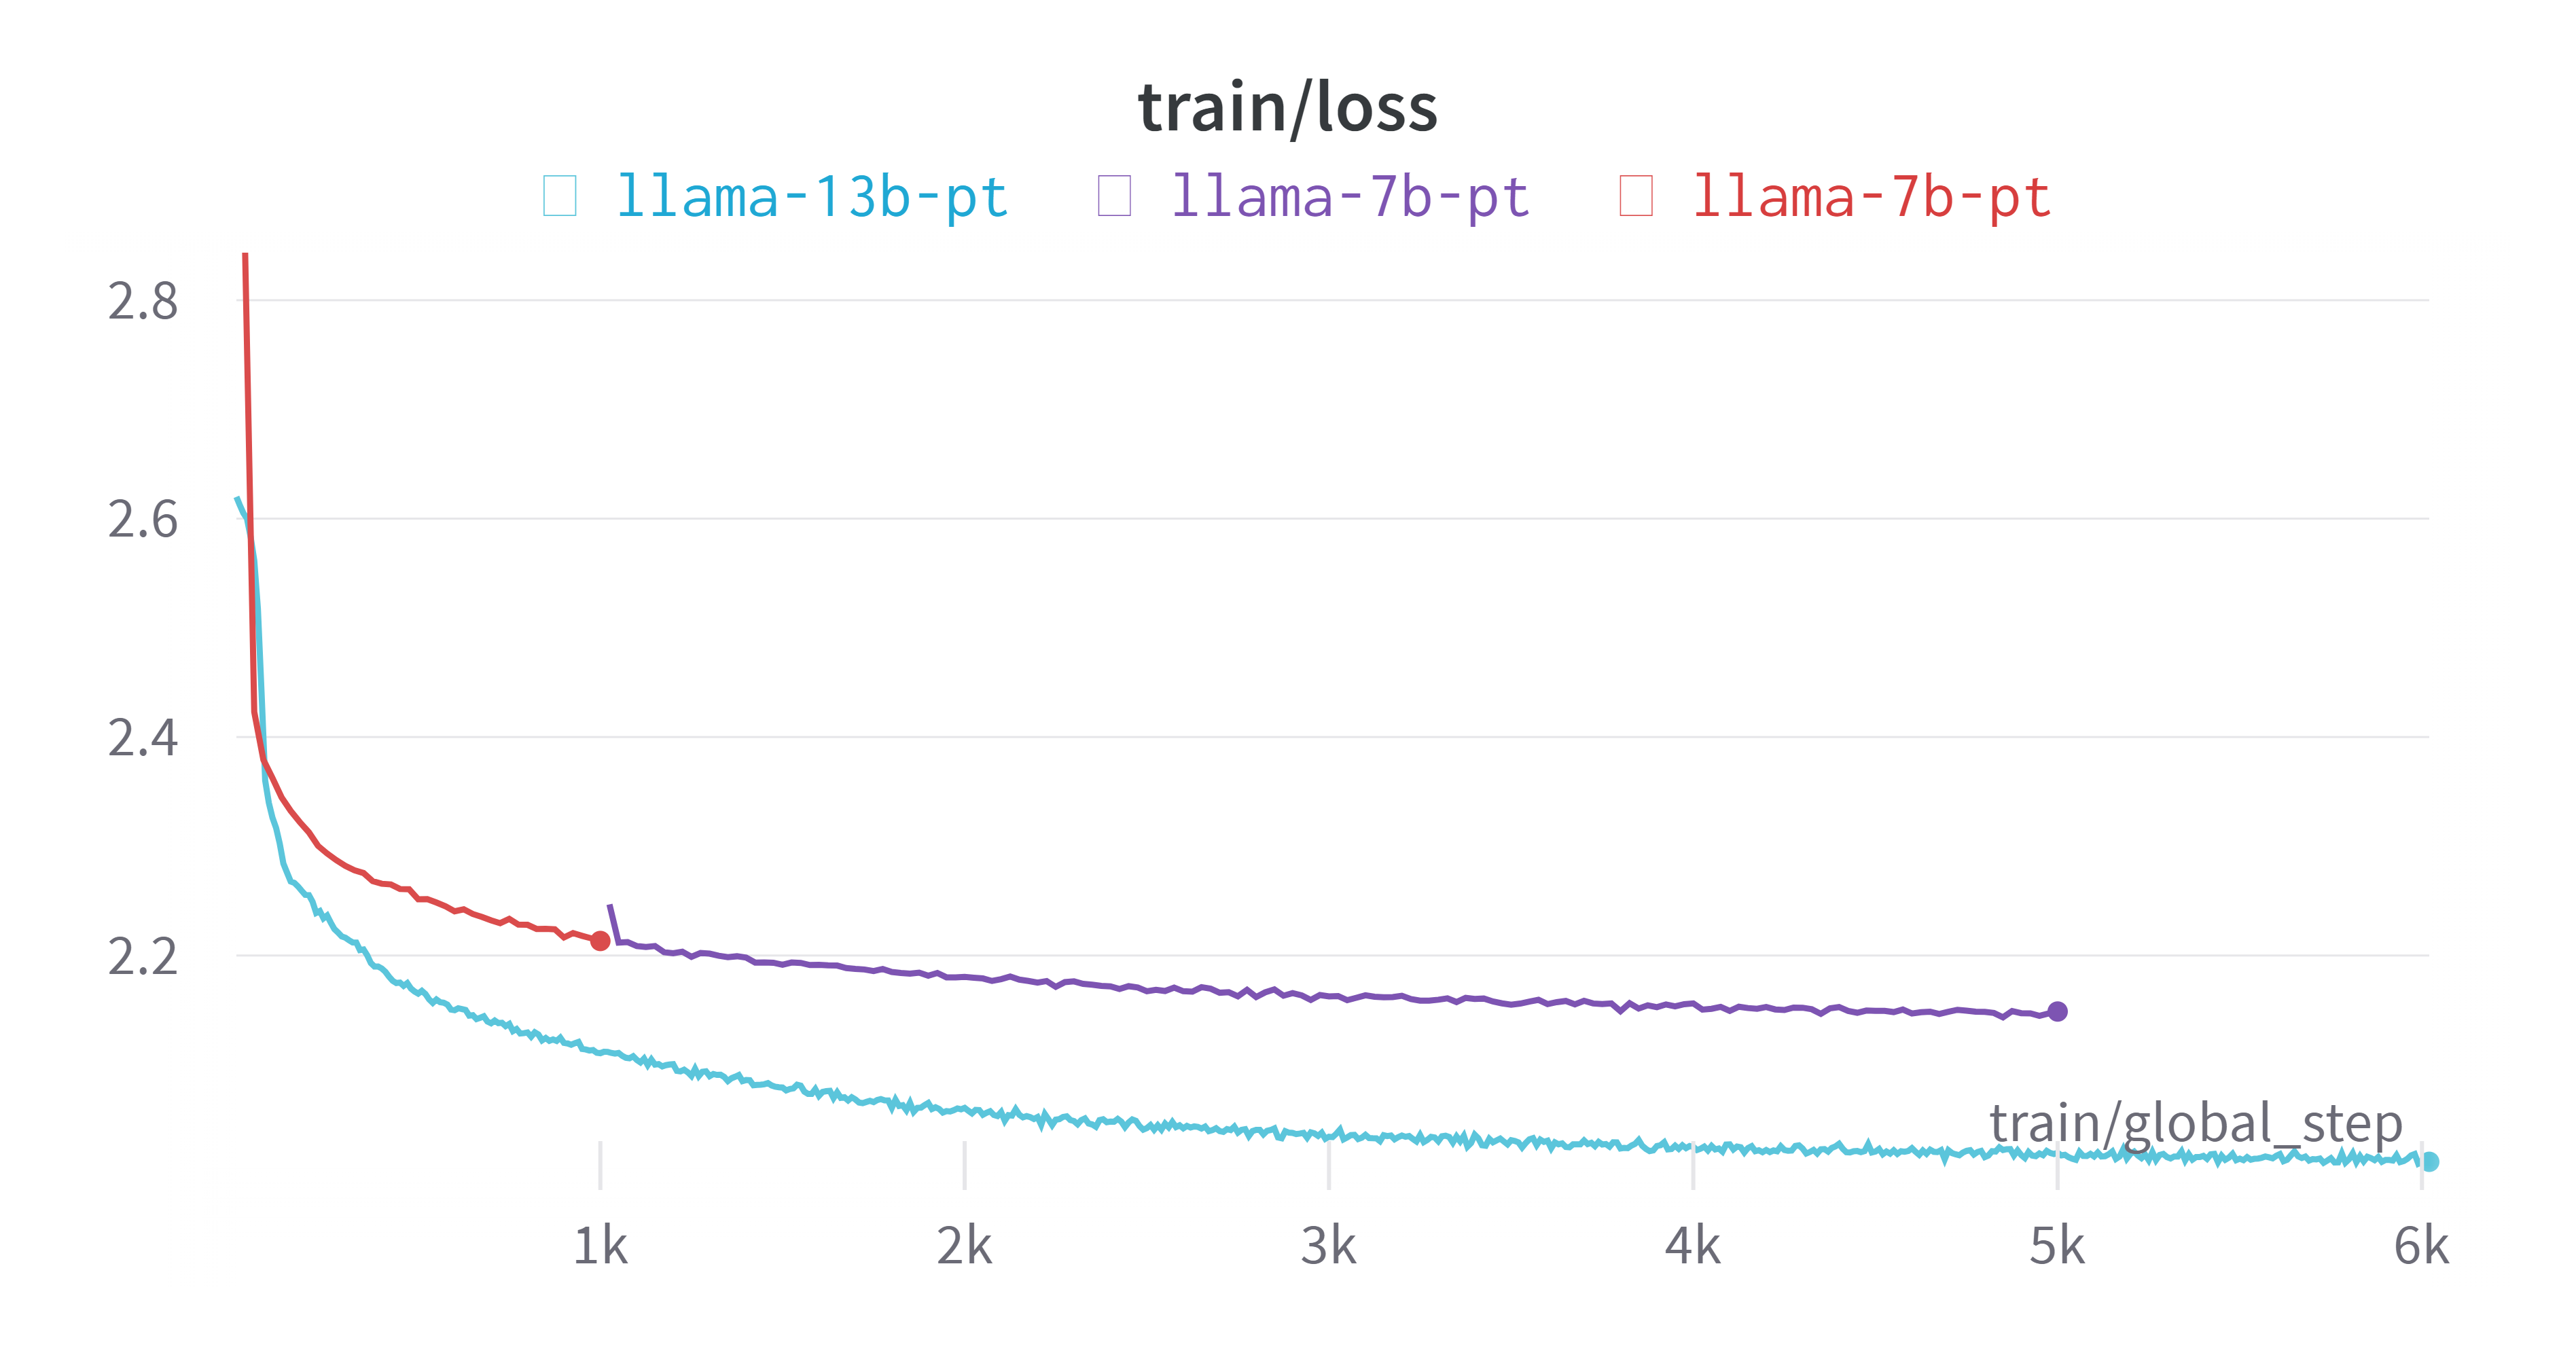 train/loss
llama-13b-pt llama-7b-pt llama-7b-pt
2.8
2.6
2.4
2.2
train/global_step
1k 2k 3k 4k 5k 6k